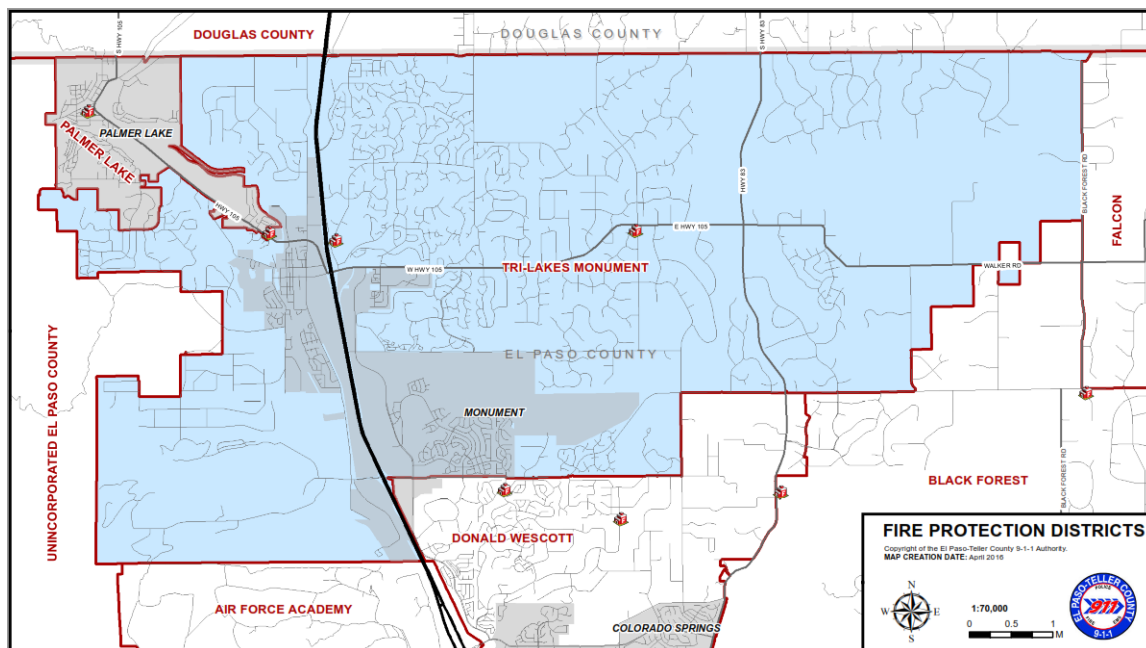 S HWY 105
DOUGLAS COUNTY
DOUGLAS COUNTY
S HWY 83
PALMER LAKE
PALMER LAKE
HWY 105
HWY 83
BLACK FOREST RD
FALCON
E HWY 105
W HWY 105
TRI-LAKES MONUMENT
WALKER RD
EL PASO COUNTY
UNINCORPORATED EL PASO COUNTY
MONUMENT
BLACK FOREST
BLACK FOREST RD
DONALD WESCOTT
AIR FORCE ACADEMY
COLORADO SPRINGS
FIRE PROTECTION DISTRICTS
Copyright of the El Paso-Teller County 9-1-1 Authority.
MAP CREATION DATE: April 2016
N
W E
S
1:70,000
0 0.5 1
M
EL PASO-TELLER COUNTY
POLICE
911
FIRE EMS
9-1-1